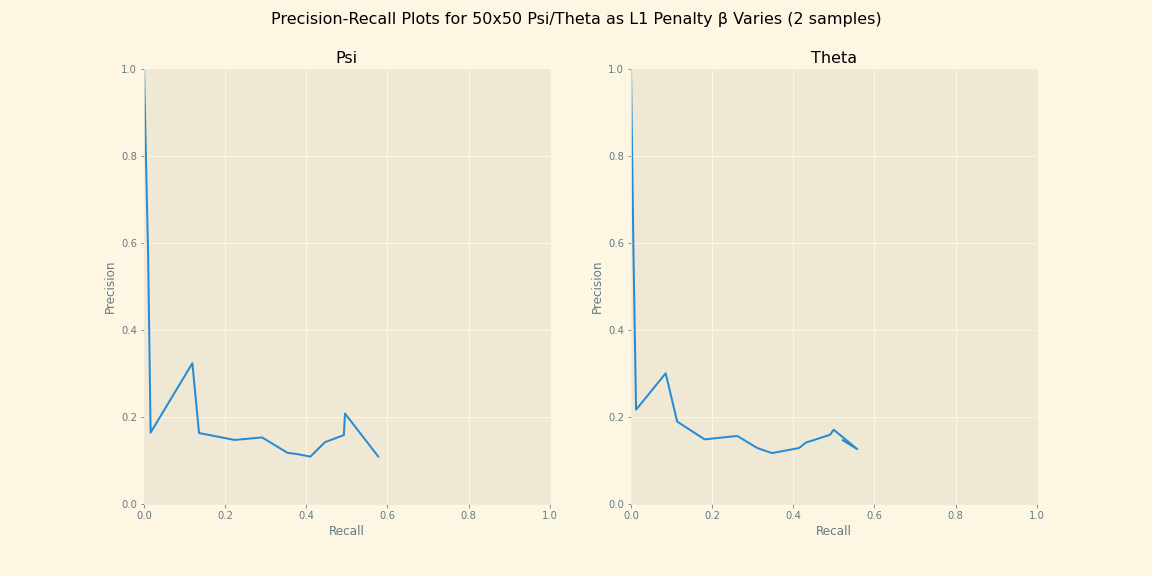 Precision-Recall Plots for 50x50 Psi/Theta as L1 Penalty β Varies (2 samples)
Psi
Theta
1.0
0.8
0.6
0.4
0.2
0.0
Precision
0.0 0.2 0.4 0.6 0.8 1.0
Recall
1.0
0.8
0.6
0.4
0.2
0.0
Precision
0.0 0.2 0.4 0.6 0.8 1.0
Recall